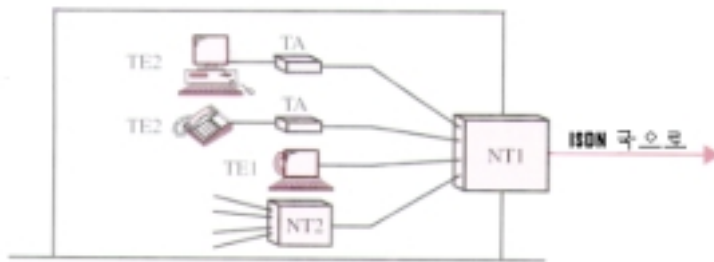 TE2
TA
TE2
TA
TE1
NT2
NT1
ISDN 국으로